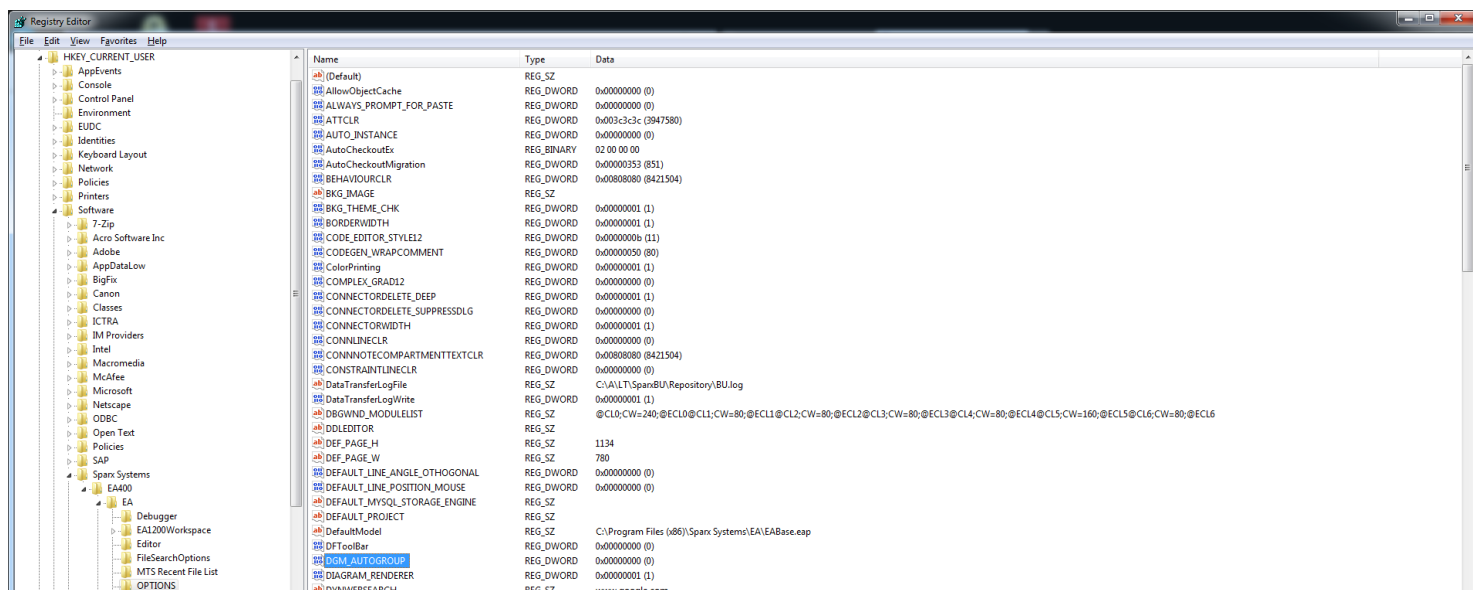 Registry Editor
File Edit View Favorites Help
HKEY_CURRENT_USER
AppEvents
Console
Control Panel
Environment
EUDC
Identities
Keyboard Layout
Network
Policies
Printers
Software
7-Zip
Acro Software Inc
Adobe
AppDataLow
BigFix
Canon
Classes
ICTRA
IM Providers
Intel
Macromedia
McAfee
Microsoft
Netscape
ODBC
Open Text
Policies
SAP
Sparx Systems
EA400
EA
Debugger
EA1200Workspace
Editor
FileSearchOptions
MTS Recent File List
OPTIONS
Name Type Data
(Default) REG_SZ
AllowObjectCache REG_DWORD 0x00000000 (0)
ALWAYS_PROMPT_FOR_PASTE REG_DWORD 0x00000000 (0)
ATTCLR REG_DWORD 0x003c3c3c (3947580)
AUTO_INSTANCE REG_DWORD 0x00000000 (0)
AutoCheckoutEx REG_BINARY 02 00 00 00
AutoCheckoutMigration REG_DWORD 0x00000353 (851)
BEHAVIOURCLR REG_DWORD 0x00808080 (8421504)
BKG_IMAGE REG_SZ
BKG_THEME_CHK REG_DWORD 0x00000001 (1)
BORDERWIDTH REG_DWORD 0x00000001 (1)
CODE_EDITOR_STYLE12 REG_DWORD 0x0000000b (11)
CODEGEN_WRAPCOMMENT REG_DWORD 0x00000050 (80)
ColorPrinting REG_DWORD 0x00000001 (1)
COMPLEX_GRAD12 REG_DWORD 0x00000000 (0)
CONNECTORDELETE_DEEP REG_DWORD 0x00000001 (1)
CONNECTORDELETE_SUPPRESSDLG REG_DWORD 0x00000000 (0)
CONNECTORWIDTH REG_DWORD 0x00000001 (1)
CONNLINECLR REG_DWORD 0x00000000 (0)
CONNNOTECOMPARTMENTTEXTCLR REG_DWORD 0x00808080 (8421504)
CONSTRAINTLINECLR REG_DWORD 0x00000000 (0)
DataTransferLogFile REG_SZ C:\A\LT\SparxBU\Repository\BU.log
DataTransferLogWrite REG_DWORD 0x00000001 (1)
DBGWND_MODULELIST REG_SZ @CL0;CW=240;@ECL0@CL1;CW=80;@ECL1@CL2;CW=80;@ECL2@CL3;CW=80;@ECL3@CL4;CW=80;@ECL4@CL5;CW=160;@ECL5@CL6;CW=80;@ECL6
DDLEDITOR REG_SZ
DEF_PAGE_H REG_SZ 1134
DEF_PAGE_W REG_SZ 780
DEFAULT_LINE_ANGLE_OTHOGONAL REG_DWORD 0x00000000 (0)
DEFAULT_LINE_POSITION_MOUSE REG_DWORD 0x00000000 (0)
DEFAULT_MYSQL_STORAGE_ENGINE REG_SZ
DEFAULT_PROJECT REG_SZ
DefaultModel REG_SZ C:\Program Files (x86)\Sparx Systems\EA\EABase.eap
DFToolBar REG_DWORD 0x00000000 (0)
DGM_AUTOGROUP REG_DWORD 0x00000000 (0)
DIAGRAM_RENDERER REG_DWORD 0x00000001 (1)
DYNWEBSEARCH REG_SZ www.google.com